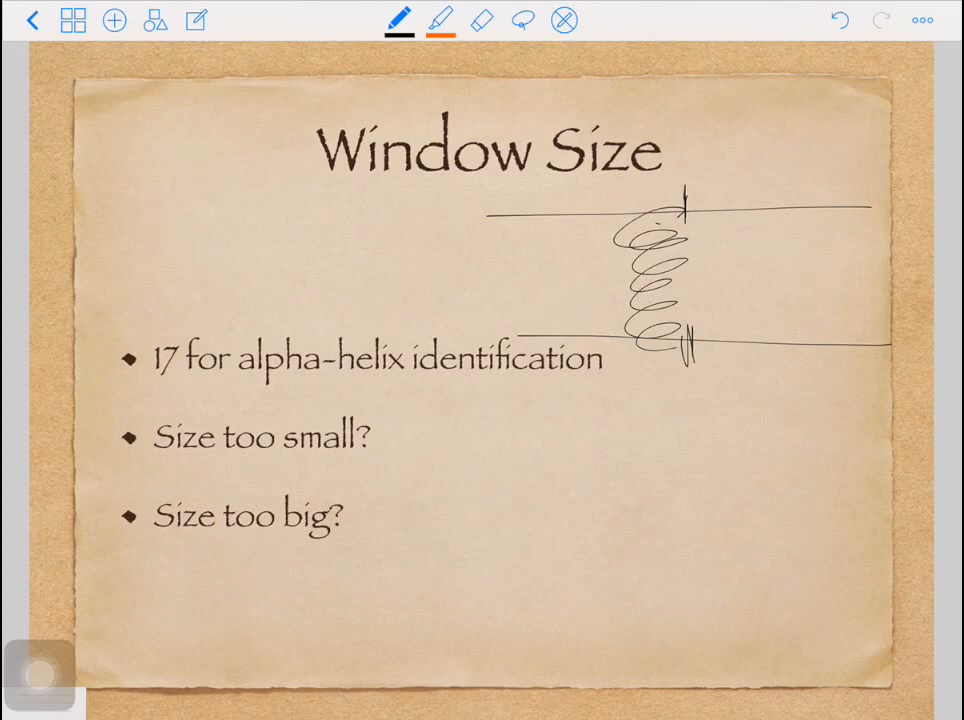 Window Size
17 for alpha-helix identification
Size too small?
Size too big?